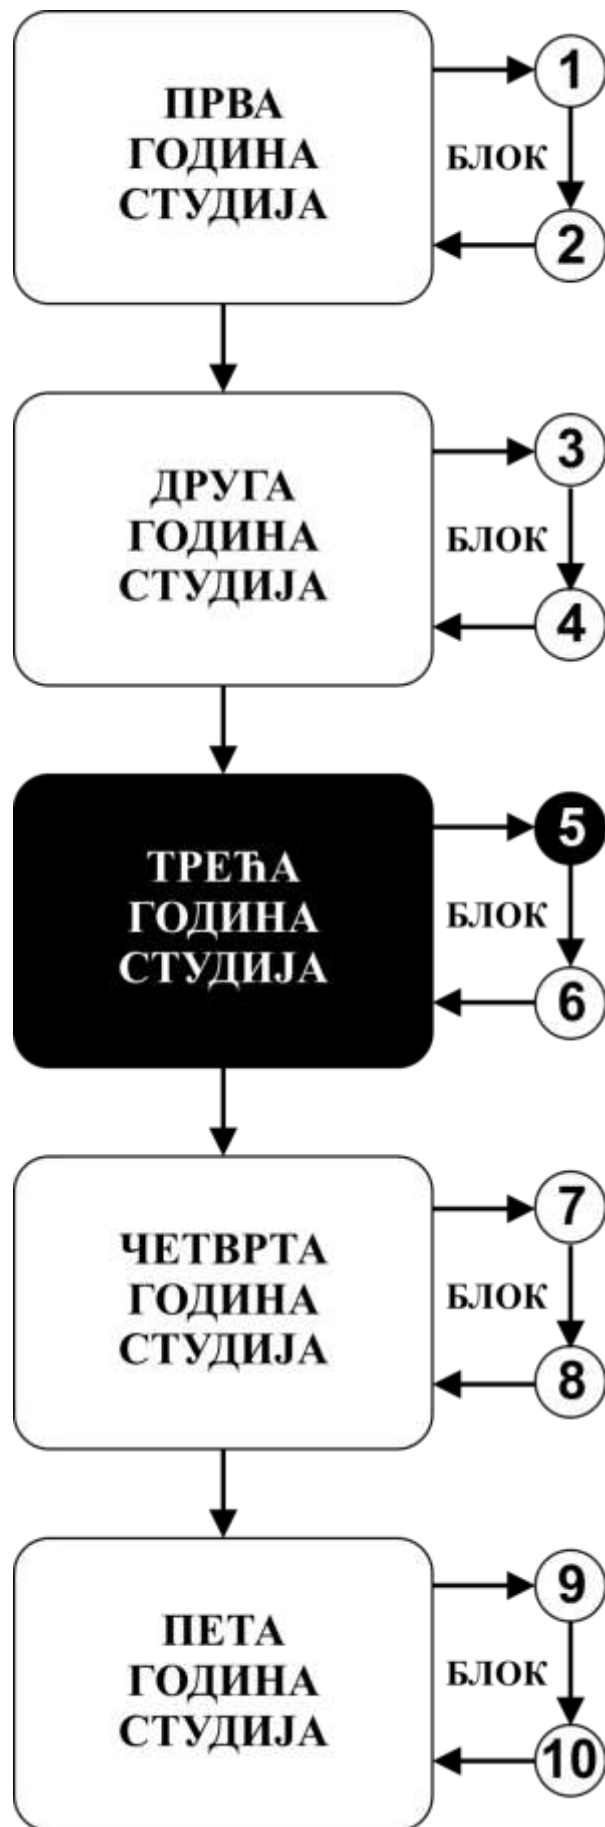 ПРВА
ГОДИНА
СТУДИЈА
1
БЛОК
2
ДРУГА
ГОДИНА
СТУДИЈА
3
БЛОК
4
ТРЕЋА
ГОДИНА
СТУДИЈА
5
БЛОК
6
ЧЕТВРТА
ГОДИНА
СТУДИЈА
7
БЛОК
8
ПЕТА
ГОДИНА
СТУДИЈА
9
БЛОК
10